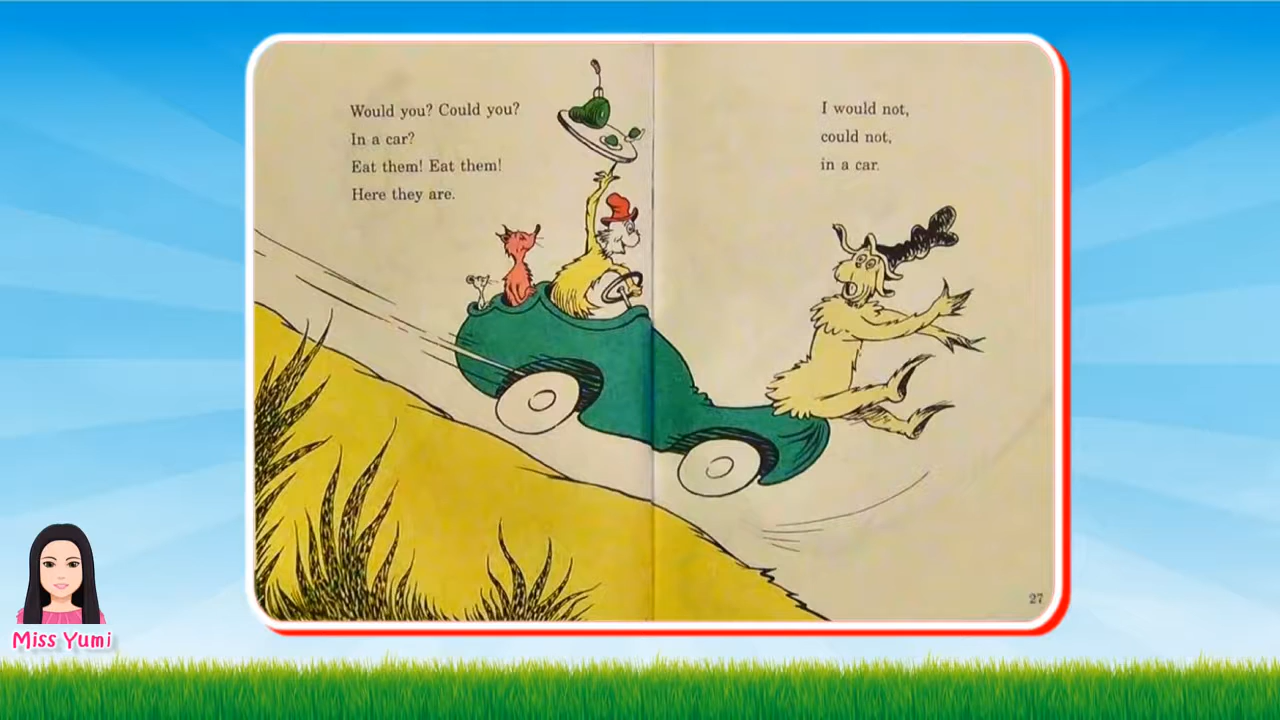 Would you? Could you?
In a car?
Eat them! Eat them!
Here they are.
I would not,
could not,
in a car.
27
Miss Yumi